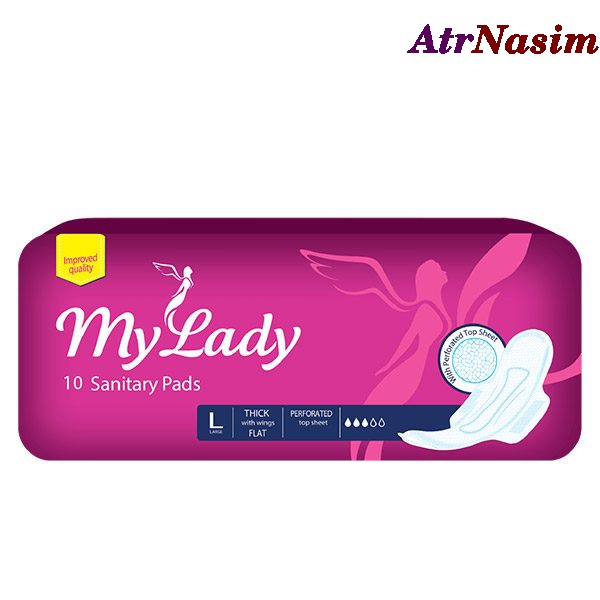 AtrNasim
Improved
quality
My Lady
10 Sanitary Pads
With Perforated Top Sheet
L
LARGE
THICK
with wings
FLAT
PERFORATED
top sheet